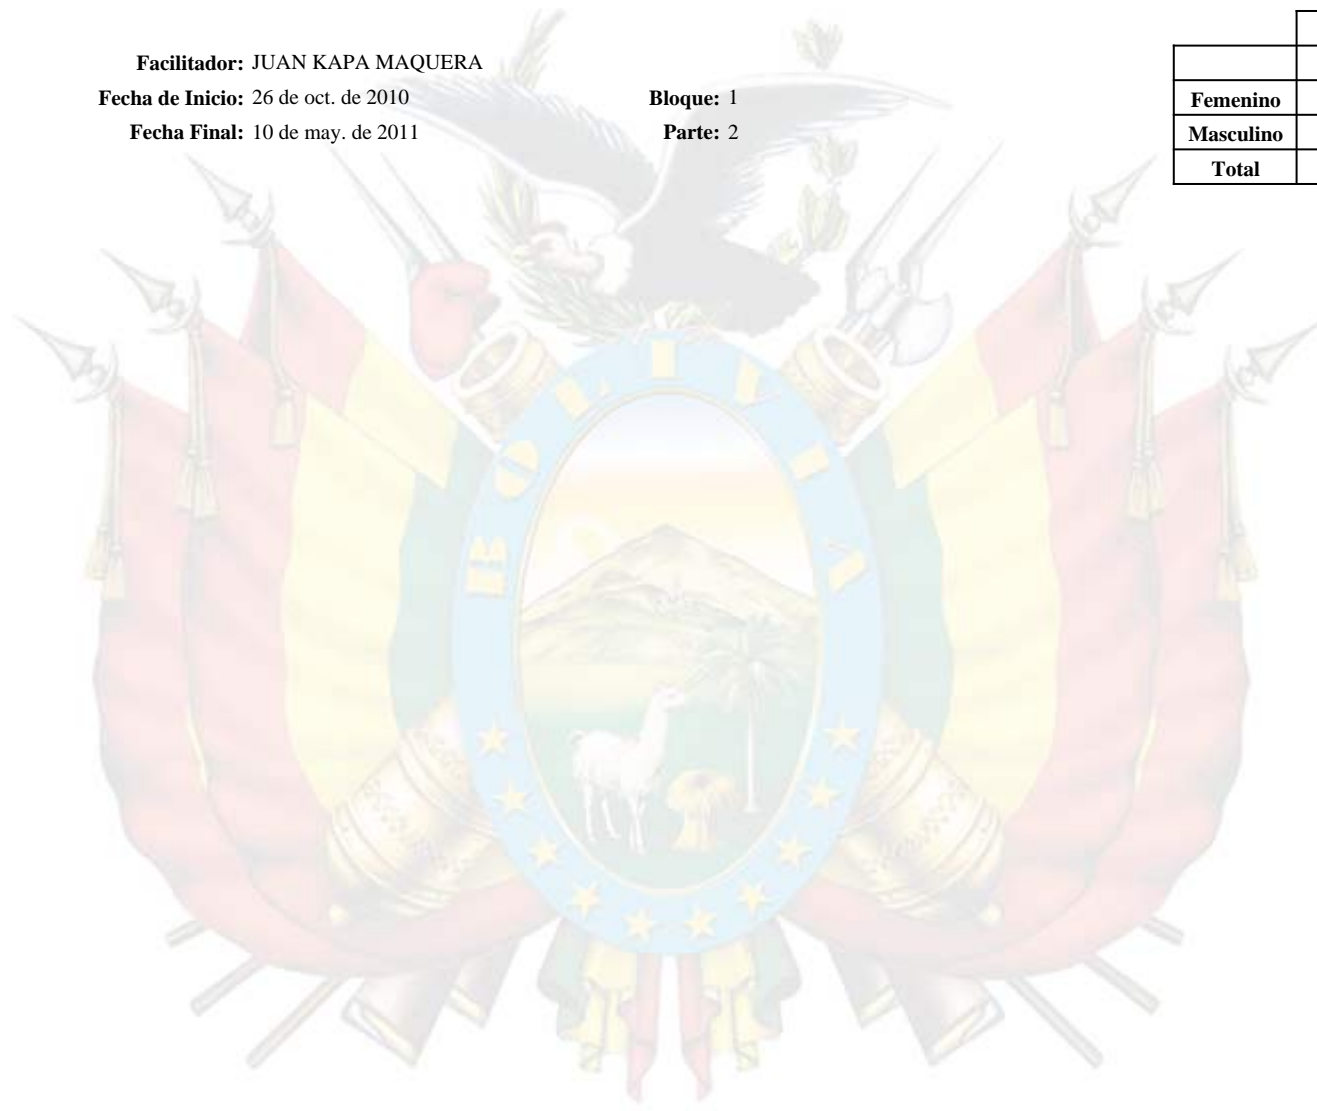 Facilitador: JUAN KAPA MAQUERA
Fecha de Inicio: 26 de oct. de 2010
Bloque: 1
Fecha Final: 10 de may. de 2011
Parte: 2
Femenino
Masculino
Total
BOLIVIA